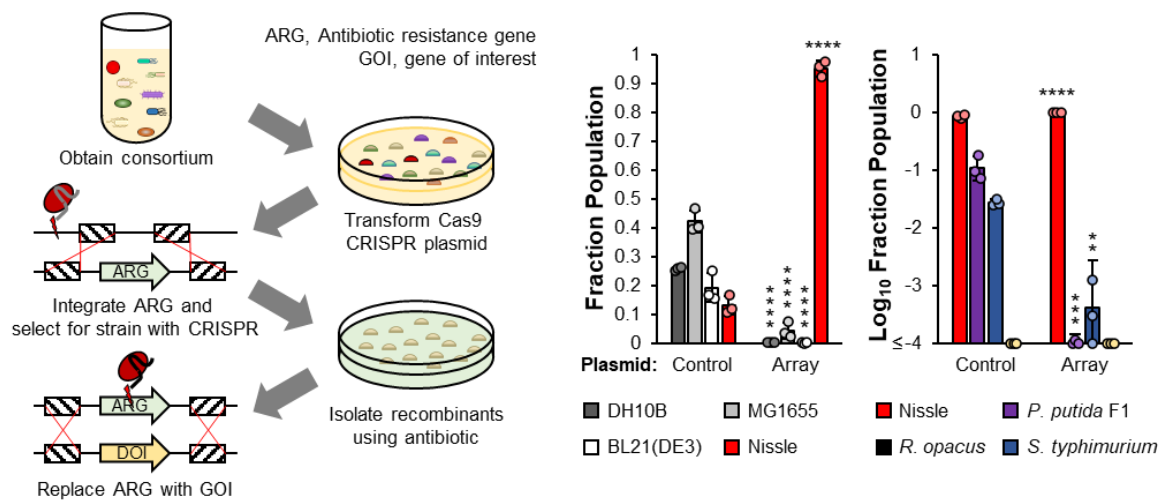 ARG, Antibiotic resistance gene
GOI, gene of interest
Obtain consortium
Transform Cas9
CRISPR plasmid
ARG
Integrate ARG and
select for strain with CRISPR
Isolate recombinants
using antibiotic
ARG
DOI
Replace ARG with GOI
Fraction Population
1
0.9
0.8
0.7
0.6
0.5
0.4
0.3
0.2
0.1
0
****
****
****
****
Plasmid: Control Array
DH10B MG1655
BL21(DE3) Nissle
Log10 Fraction Population
0
-1
-2
-3
≤-4
****
***
**
Control Array
Nissle P. putida F1
R. opacus S. typhimurium